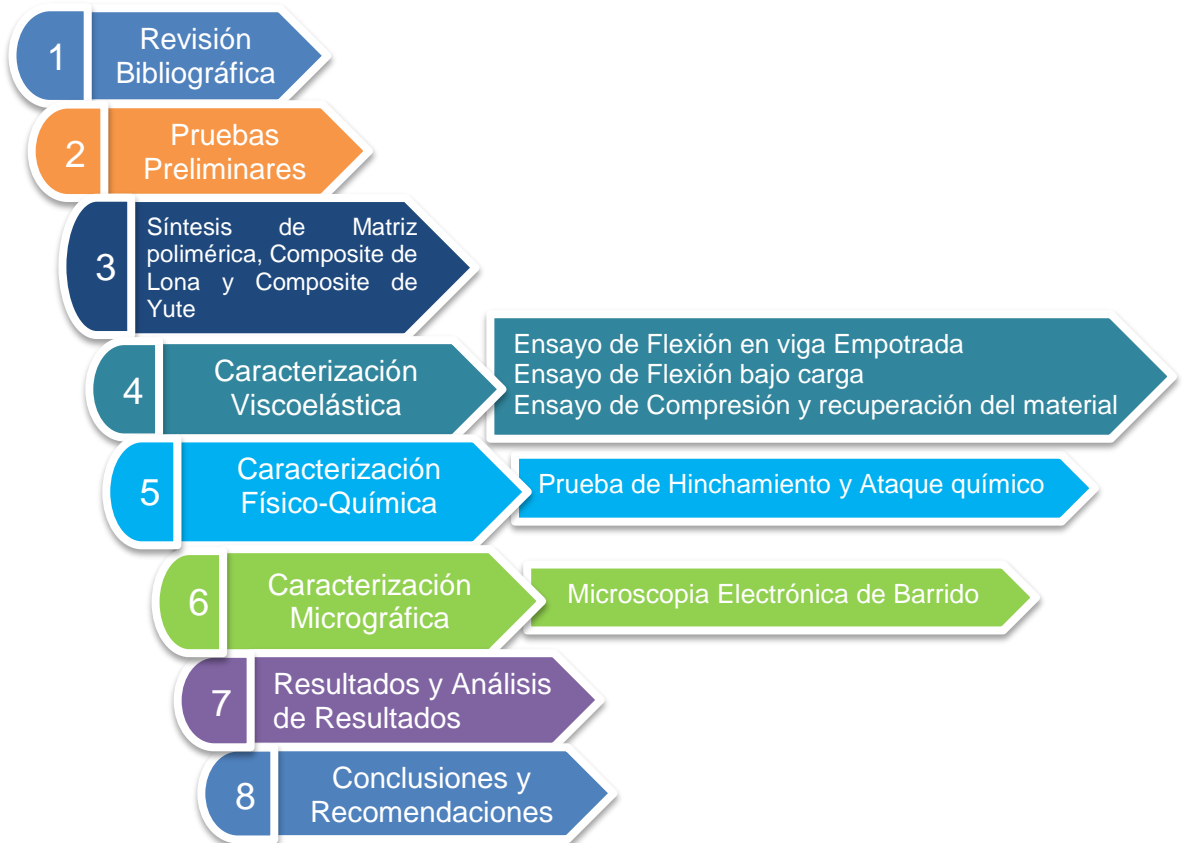 1
Revisión
Bibliográfica
2
Pruebas
Preliminares
3
Síntesis de Matriz
polimérica, Composite de
Lona y Composite de
Yute
4
Caracterización
Viscoelástica
Ensayo de Flexión en viga Empotrada
Ensayo de Flexión bajo carga
Ensayo de Compresión y recuperación del material
5
Caracterización
Físico-Química
Prueba de Hinchamiento y Ataque químico
6
Caracterización
Micrográfica
Microscopia Electrónica de Barrido
7
Resultados y Análisis
de Resultados
8
Conclusiones y
Recomendaciones